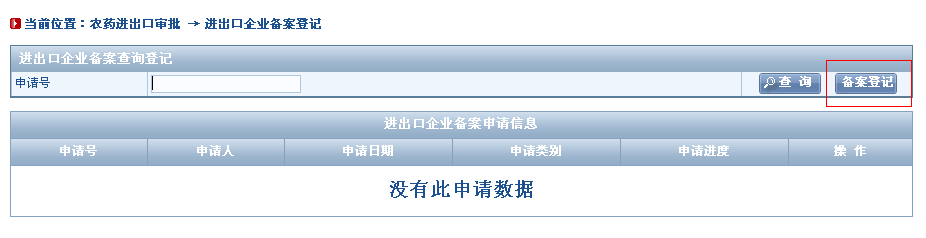 当前位置：农药进出口审批 → 进出口企业备案登记
进出口企业备案查询登记
申请号 查 询 备案登记
进出口企业备案申请信息
申请号 申请人 申请日期 申请类别 申请进度 操 作
没有此申请数据